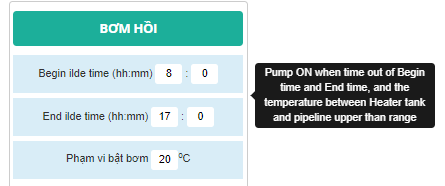 BƠM HỒI
Begin ilde time (hh:mm) 8 : 0
End ilde time (hh:mm) 17 : 0
Phạm vi bật bơm 20 ⁰C
Pump ON when time out of Begin
time and End time, and the
temperature between Heater tank
and pipeline upper than range